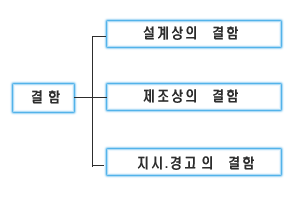 결 함
설계상의 결함
제조상의 결함
지시.경고 의 결함